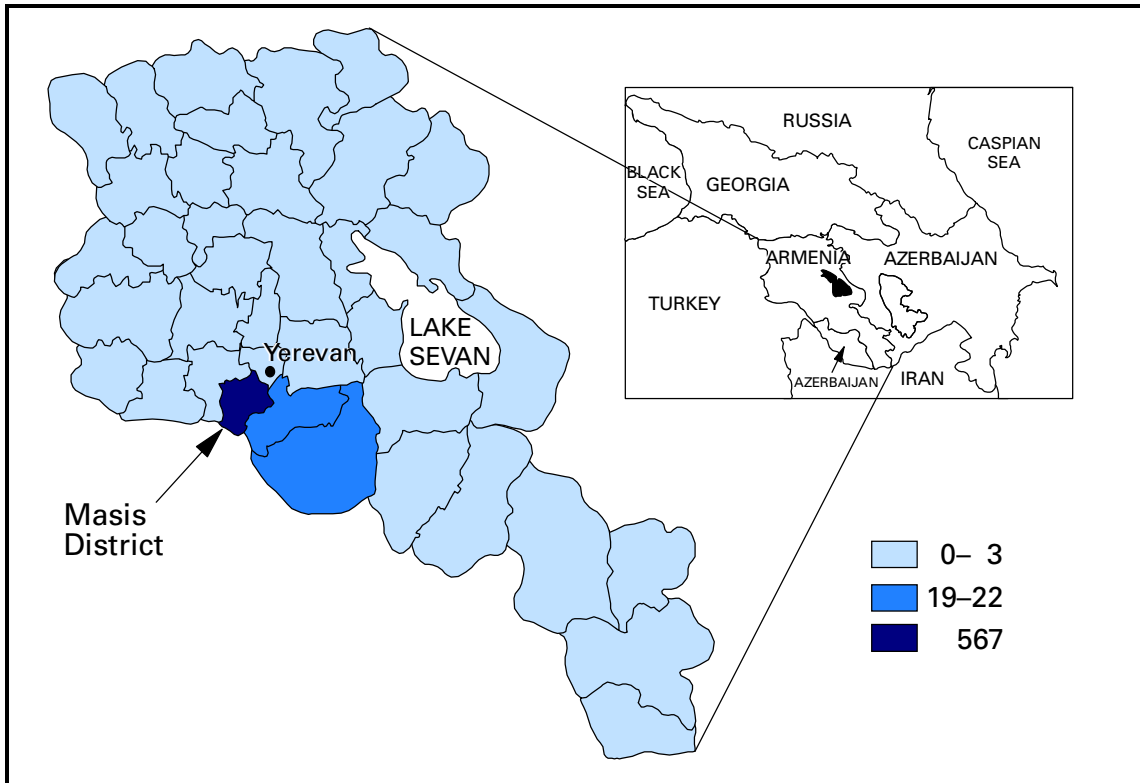 RUSSIA
CASPIAN
SEA
BLACK
SEA
GEORGIA
ARMENIA
AZERBAIJAN
TURKEY
AZERBAIJAN
IRAN
LAKE
SEVAN
Yerevan
Masis
District
0– 3
19–22
567